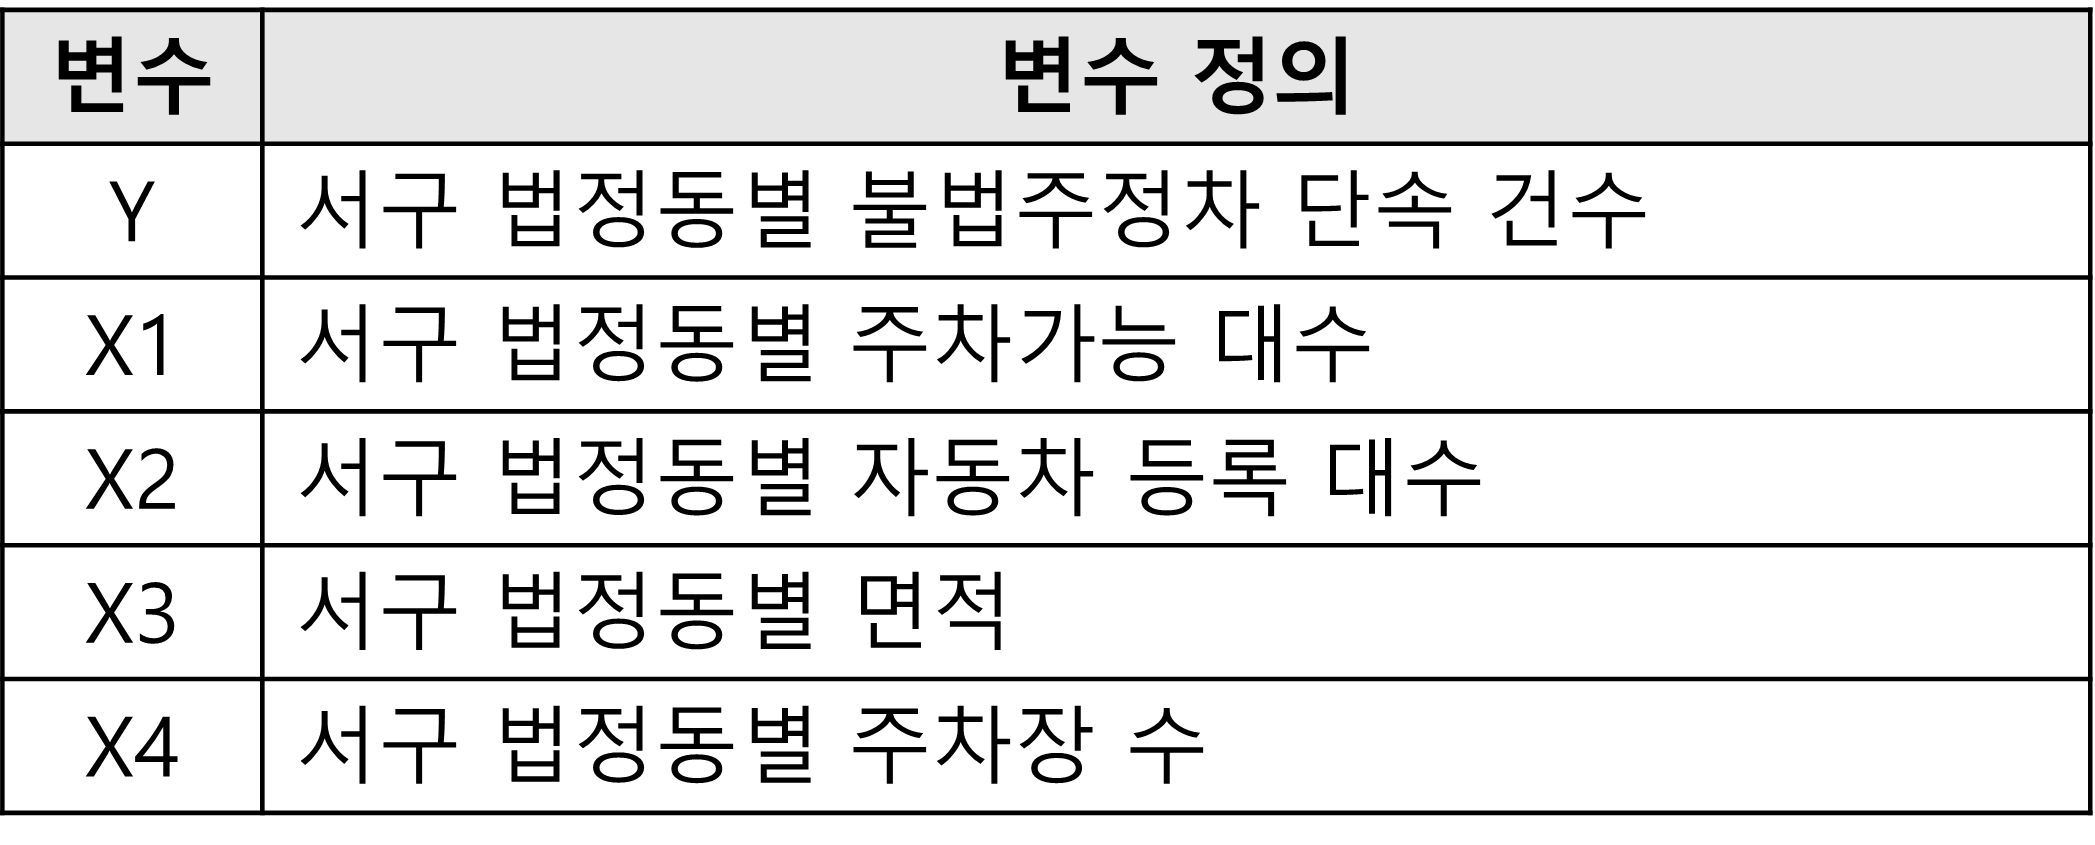 변수 변수 정의
Y 서구 법정동별 불법주정차 단속 건수
X1 서구 법정동별 주차가능 대수
X2 서구 법정동별 자동차 등록 대수
X3 서구 법정동별 면적
X4 서구 법정동별 주차장 수